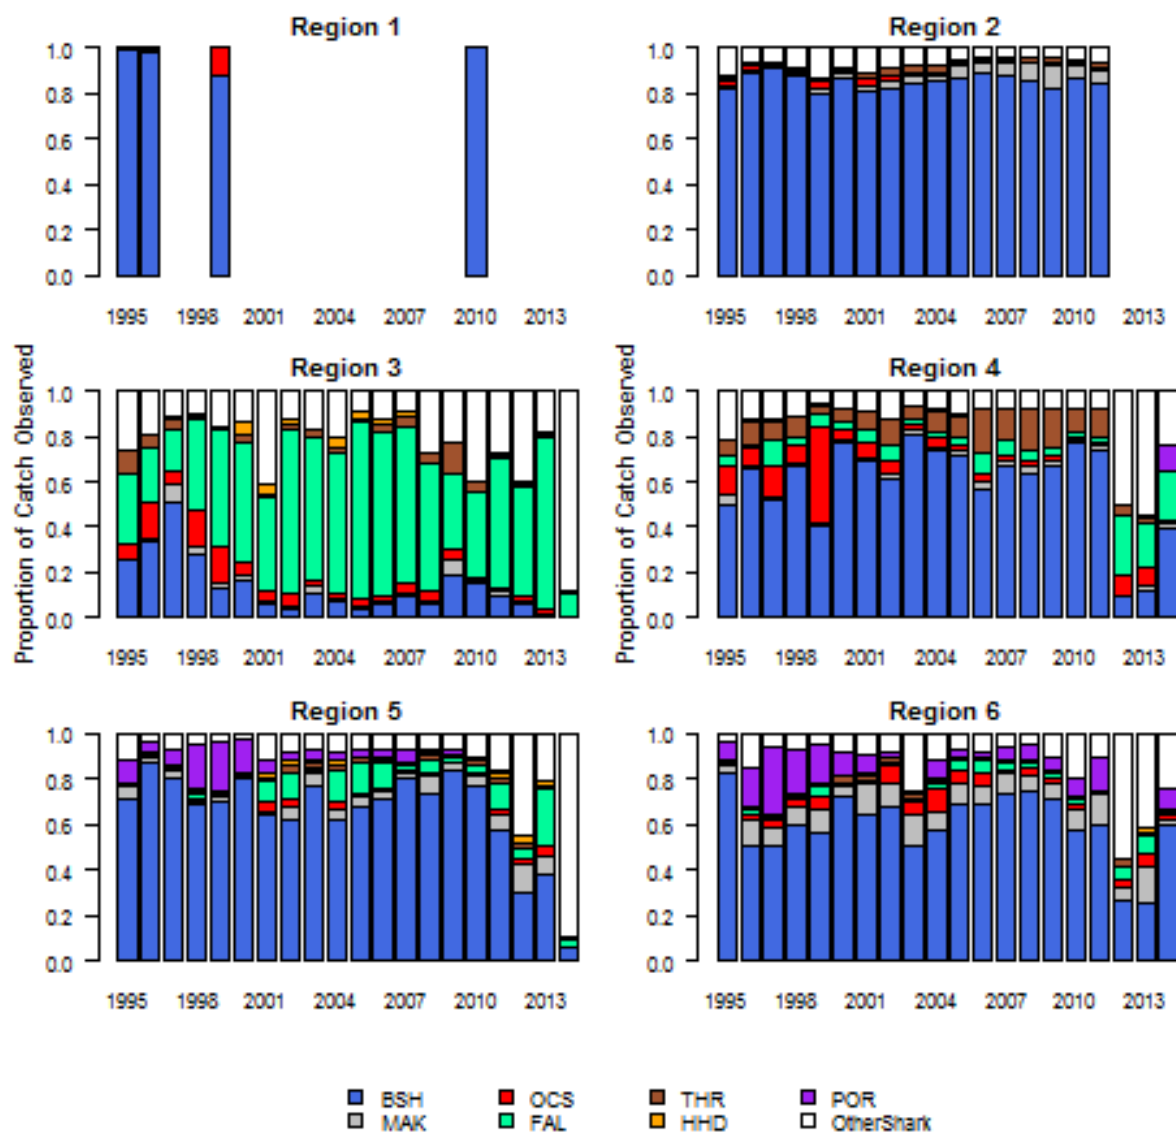 Region 1
1.0
0.8
0.6
0.4
0.2
0.0
1995 1998 2001 2004 2007 2010 2013
Region 2
1.0
0.8
0.6
0.4
0.2
0.0
1995 1998 2001 2004 2007 2010 2013
Proportion of Catch Observed
Region 3
1.0
0.8
0.6
0.4
0.2
0.0
1995 1998 2001 2004 2007 2010 2013
Proportion of Catch Observed
Region 4
1.0
0.8
0.6
0.4
0.2
0.0
1995 1998 2001 2004 2007 2010 2013
Region 5
1.0
0.8
0.6
0.4
0.2
0.0
1995 1998 2001 2004 2007 2010 2013
Region 6
1.0
0.8
0.6
0.4
0.2
0.0
1995 1998 2001 2004 2007 2010 2013
BSH OCS THR POR
MAK FAL HHD OtherShark